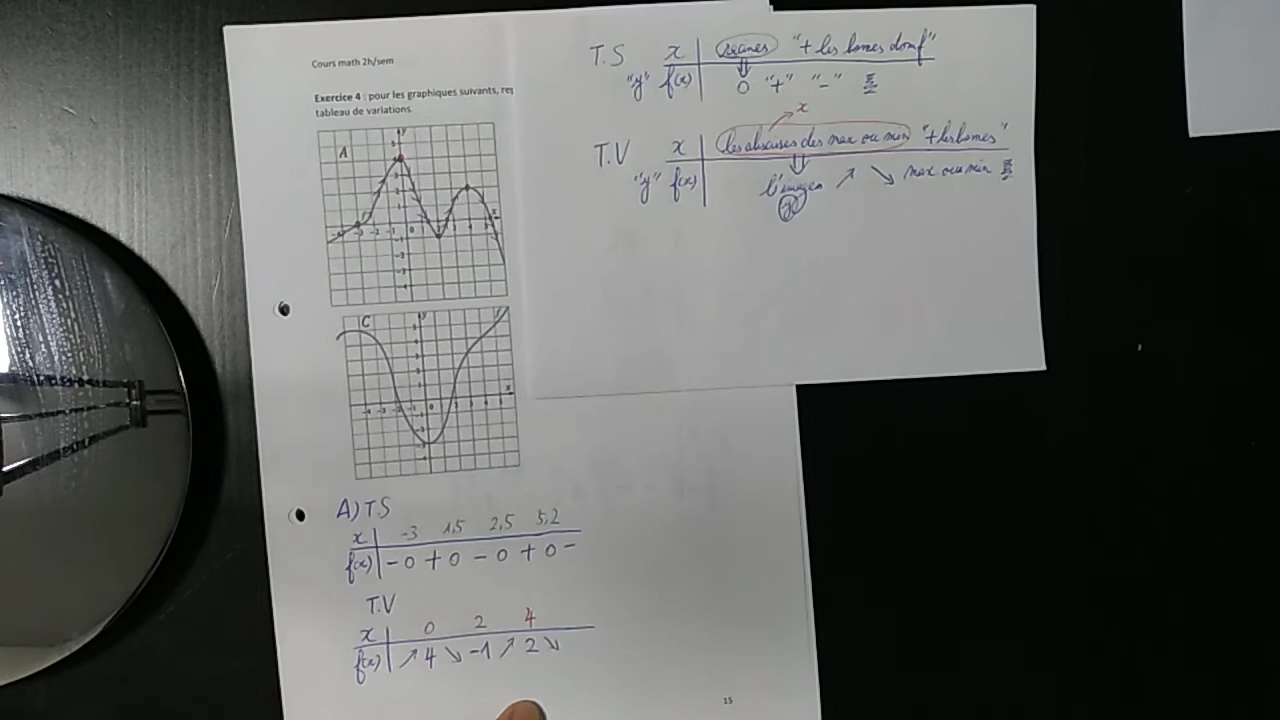 Cours math 2h/sem
Exercice 4 : pour les graphiques suivants,
tableau de variations.
A
C
T.S x racines "+ les bornes domf"
"y" f(x) 0 "+" "-"
x
T.V x les abscisses des max ou min "+ les bornes"
"y" f(x) l'images ↗ ↘ max ou min
A) T.S
x -3 1,5 2,5 5,2
f(x) - 0 + 0 - 0 + 0 -
T.V
x 0 2 4
f(x) ↗ 4 ↘ -1 ↗ 2 ↘
15